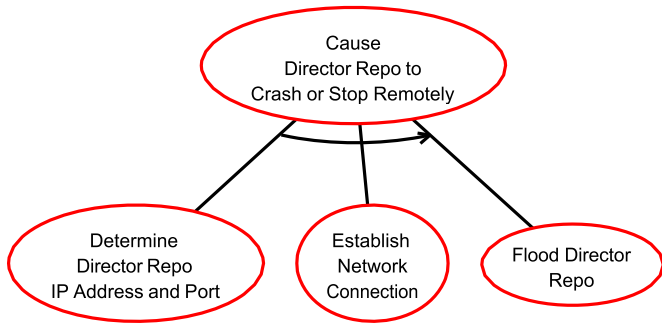 Cause
Director Repo to
Crash or Stop Remotely
Determine
Director Repo
IP Address and Port
Establish
Network
Connection
Flood Director
Repo